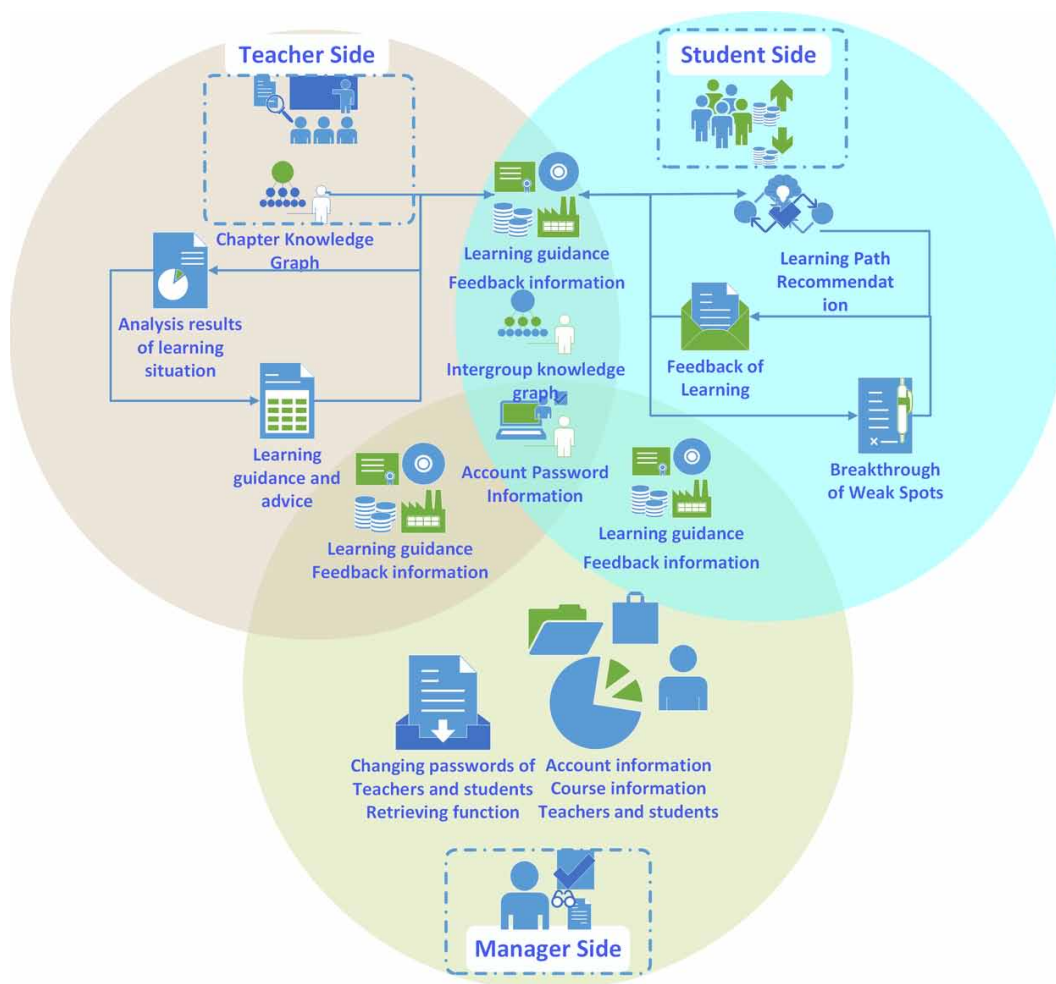 Teacher Side
Student Side
Chapter Knowledge
Graph
Learning guidance
Feedback information
Learning Path
Recommendat
ion
Analysis results
of learning
situation
Intergroup knowledge
graph
Feedback of
Learning
Learning
guidance and
advice
Account Password
Information
Breakthrough
of Weak Spots
Learning guidance
Feedback information
Learning guidance
Feedback information
Changing passwords of
Teachers and students
Retrieving function
Account information
Course information
Teachers and students
Manager Side